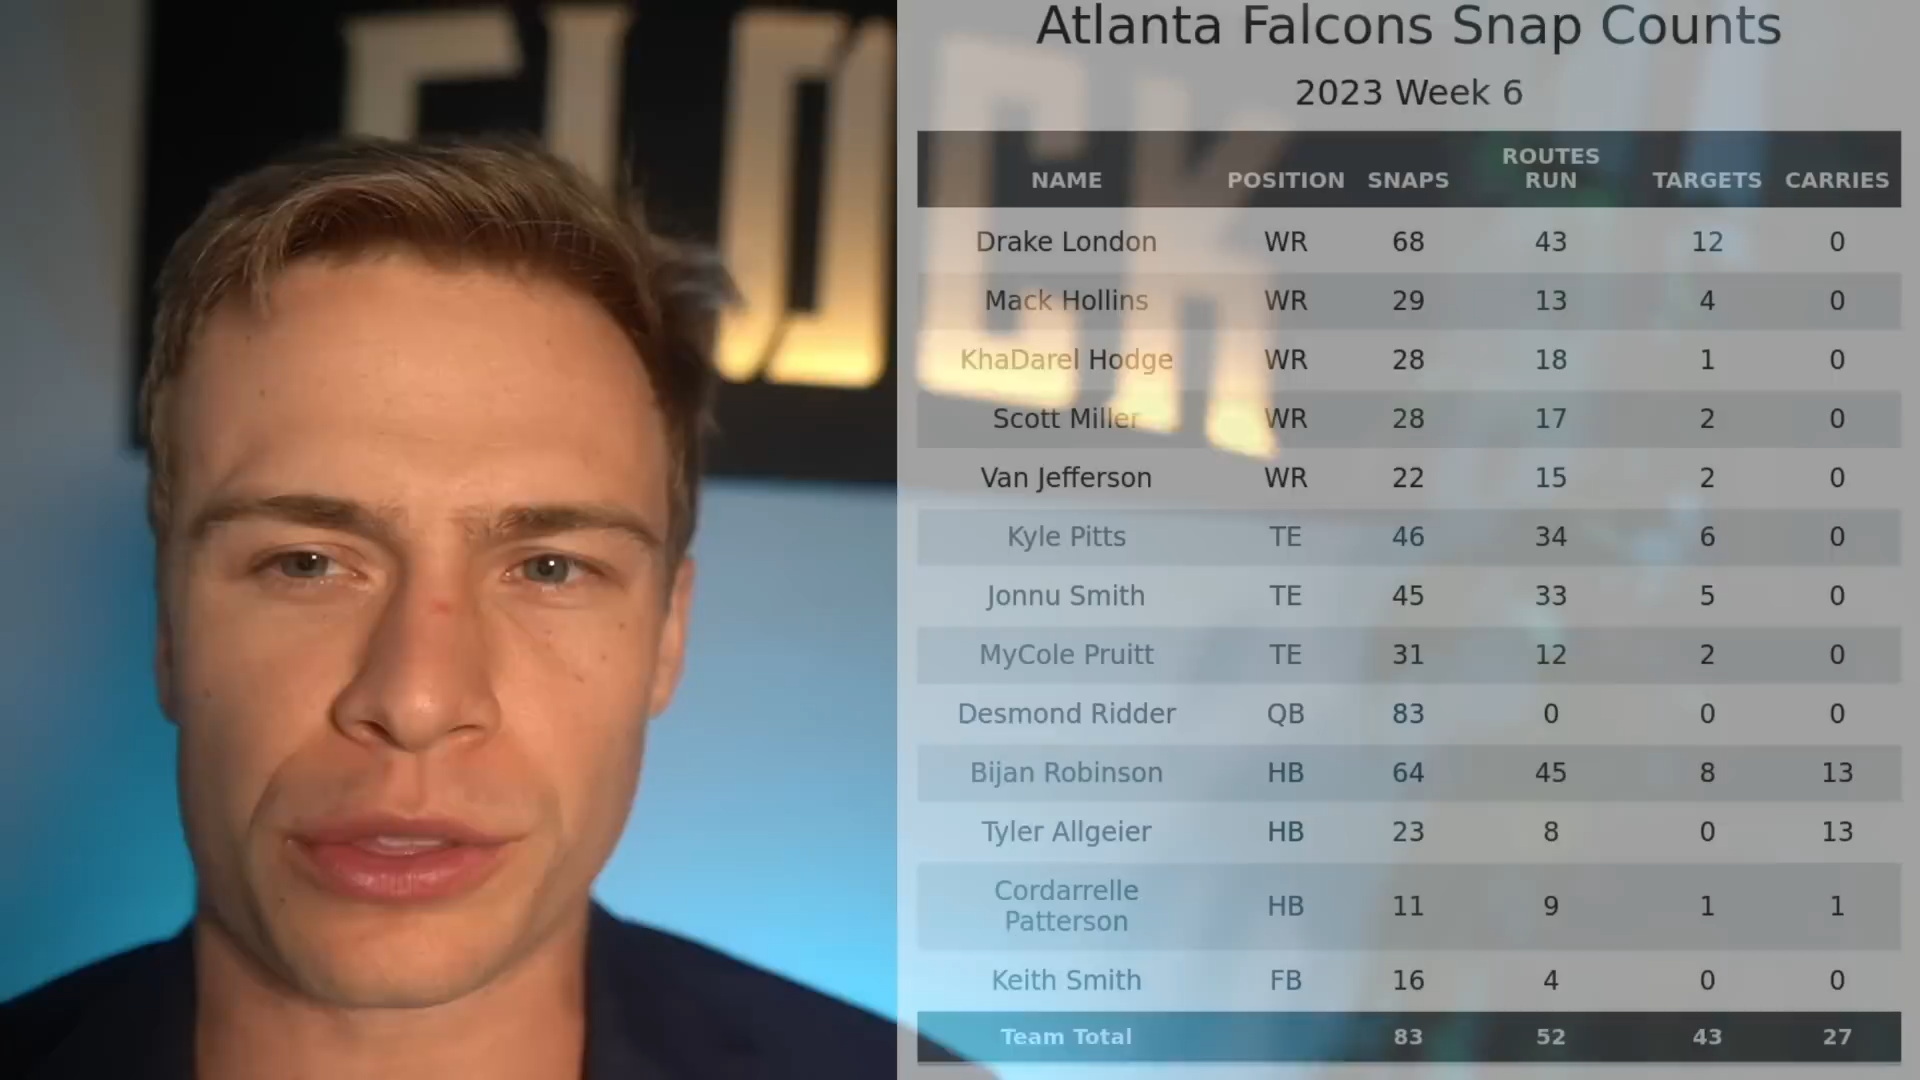 FLOCK
Atlanta Falcons Snap Counts
2023 Week 6
NAME POSITION SNAPS ROUTES RUN TARGETS CARRIES
Drake London WR 68 43 12 0
Mack Hollins WR 29 13 4 0
KhaDarel Hodge WR 28 18 1 0
Scott Miller WR 28 17 2 0
Van Jefferson WR 22 15 2 0
Kyle Pitts TE 46 34 6 0
Jonnu Smith TE 45 33 5 0
MyCole Pruitt TE 31 12 2 0
Desmond Ridder QB 83 0 0 0
Bijan Robinson HB 64 45 8 13
Tyler Allgeier HB 23 8 0 13
Cordarrelle Patterson HB 11 9 1 1
Keith Smith FB 16 4 0 0
Team Total 83 52 43 27